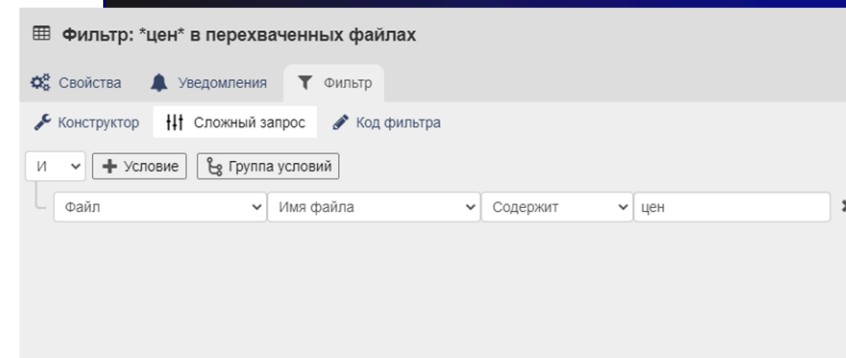 Фильтр: *цен* в перехваченных файлах
Свойства Уведомления Фильтр
Конструктор Сложный запрос Код фильтра
И Условие Группа условий
Файл Имя файла Содержит цен